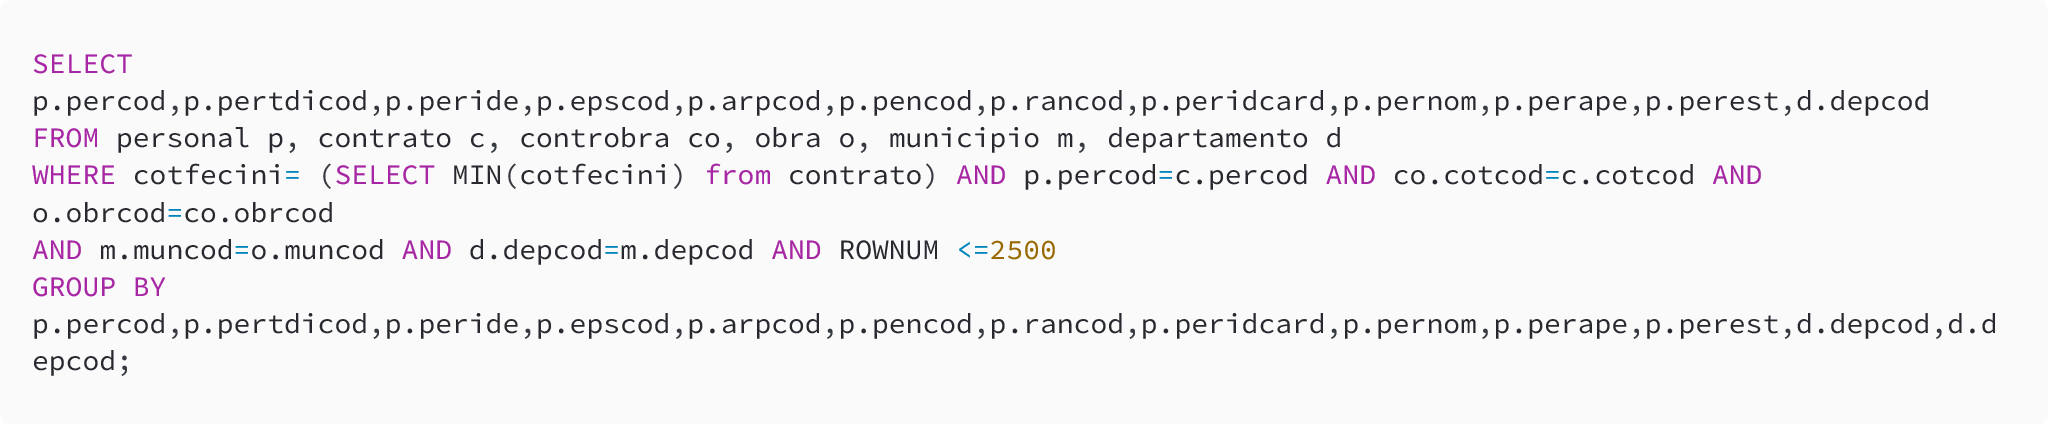 SELECT
p.percod,p.pertdicod,p.peride,p.epscod,p.arpcod,p.pencod,p.rancod,p.peridcard,p.pernom,p.perape,p.perest,d.depcod
FROM personal p, contrato c, controbra co, obra o, municipio m, departamento d
WHERE cotfecini= (SELECT MIN(cotfecini) from contrato) AND p.percod=c.percod AND co.cotcod=c.cotcod AND
o.obrcod=co.obrcod
AND m.muncod=o.muncod AND d.depcod=m.depcod AND ROWNUM <=2500
GROUP BY
p.percod,p.pertdicod,p.peride,p.epscod,p.arpcod,p.pencod,p.rancod,p.peridcard,p.pernom,p.perape,p.perest,d.depcod,d.d
epcod;